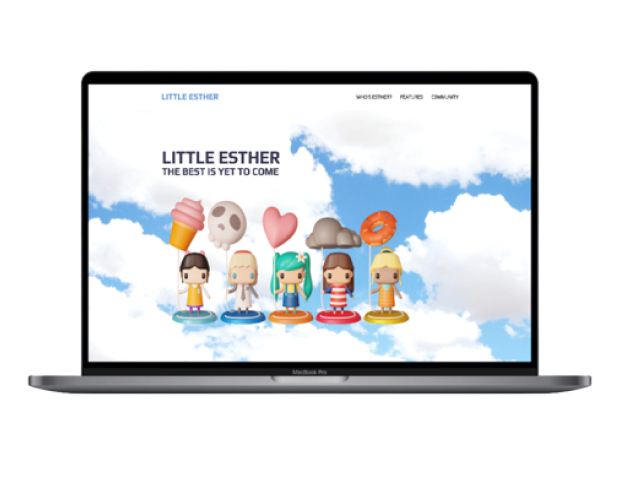 LITTLE ESTHER
WHO'S ESTHER? FEATURES COMMUNITY
LITTLE ESTHER
THE BEST IS YET TO COME
MacBook Pro